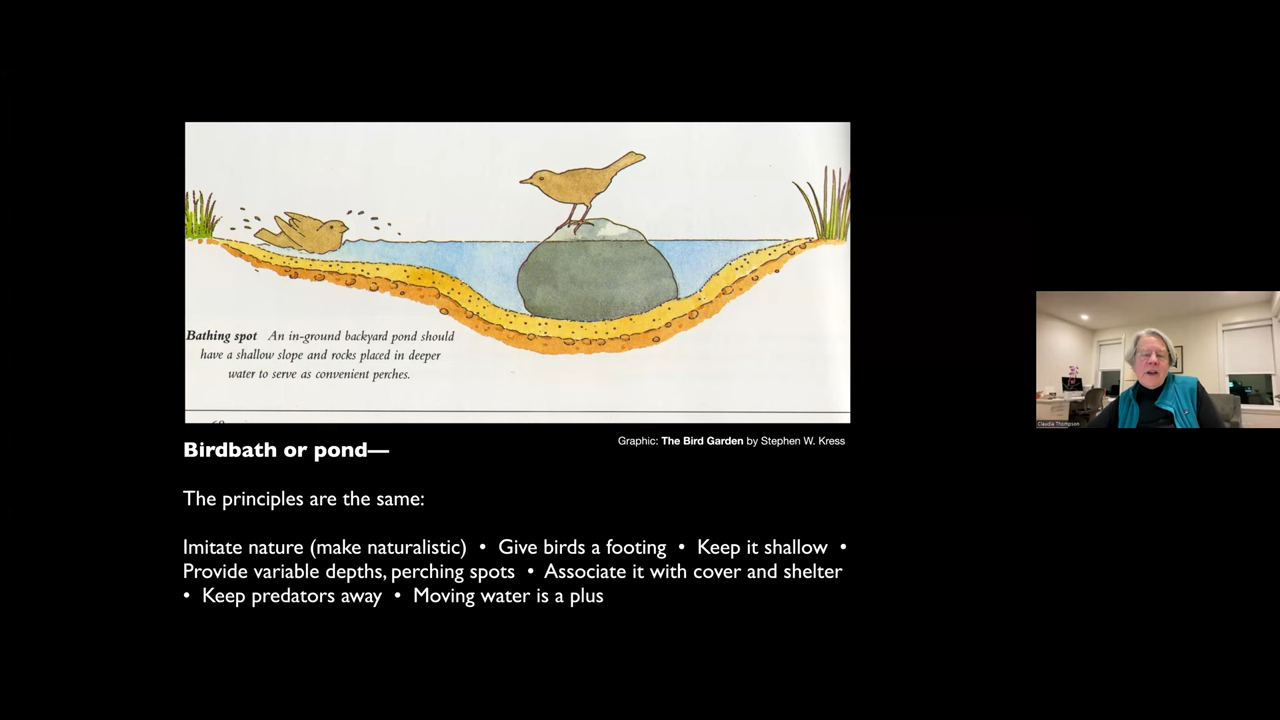 Bathing spot An in-ground backyard pond should
have a shallow slope and rocks placed in deeper
water to serve as convenient perches.
Graphic: The Bird Garden by Stephen W. Kress
Birdbath or pond—
The principles are the same:
Imitate nature (make naturalistic) • Give birds a footing • Keep it shallow •
Provide variable depths, perching spots • Associate it with cover and shelter
• Keep predators away • Moving water is a plus
Claudia Thompson